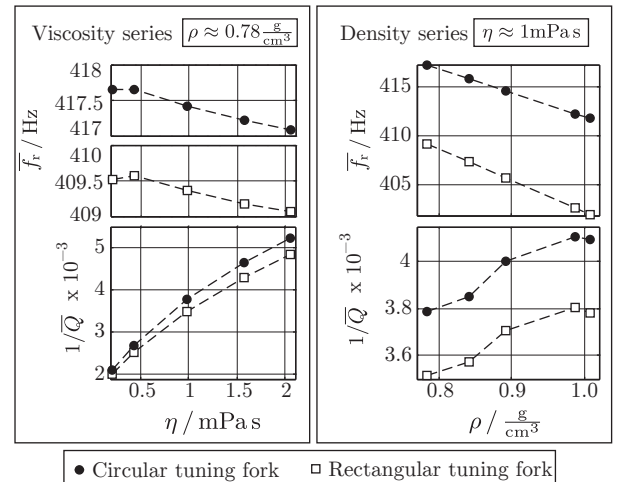 Viscosity series ρ ≈ 0.78 g/cm³
418
417.5
417
f̅r / Hz
410
409.5
409
5
4
3
2
1/Q̅ x 10⁻³
0.5 1 1.5 2
η / mPa s
Density series η ≈ 1mPa s
415
410
405
f̅r / Hz
4
3.8
3.6
1/Q̅ x 10⁻³
0.8 0.9 1.0
ρ / g/cm³
Circular tuning fork Rectangular tuning fork